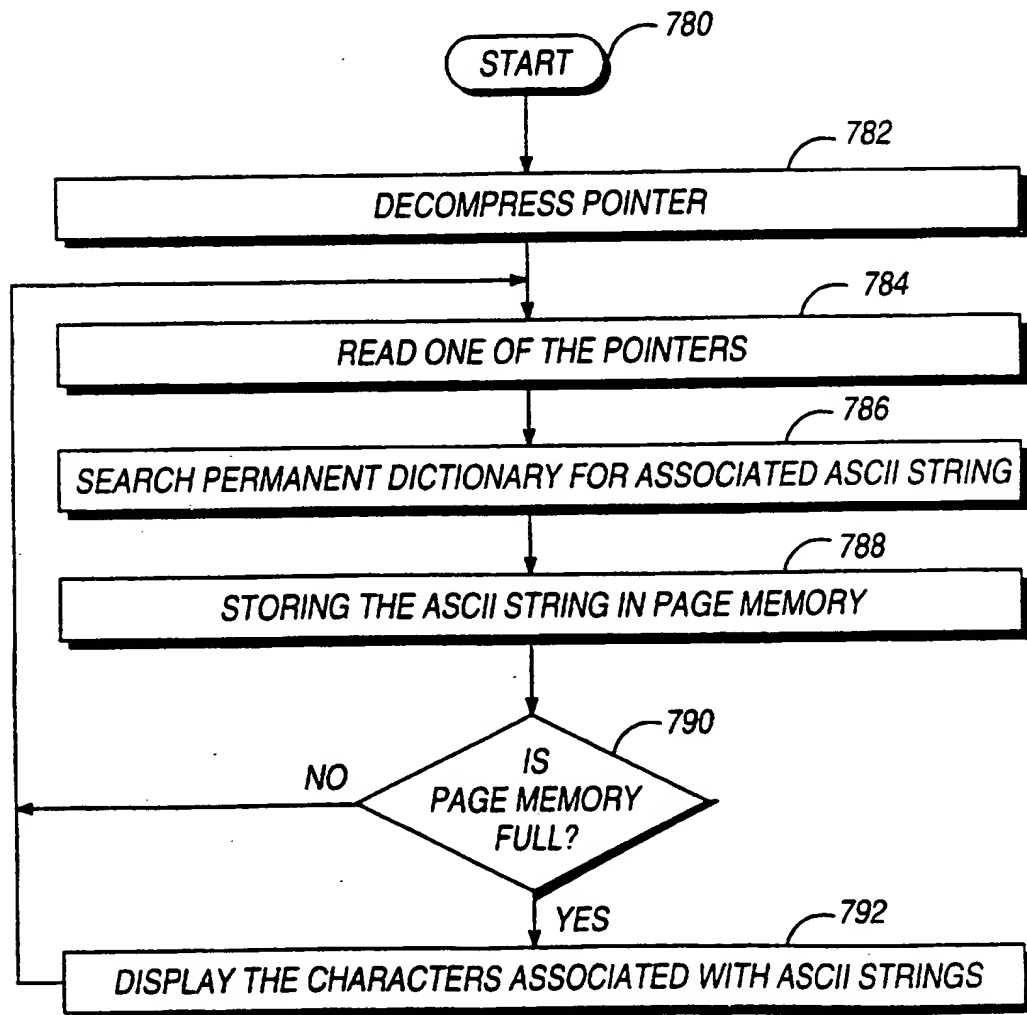 780
START
782
DECOMPRESS POINTER
784
READ ONE OF THE POINTERS
786
SEARCH PERMANENT DICTIONARY FOR ASSOCIATED ASCII STRING
788
STORING THE ASCII STRING IN PAGE MEMORY
790
IS
PAGE MEMORY
FULL?
NO
YES
792
DISPLAY THE CHARACTERS ASSOCIATED WITH ASCII STRINGS